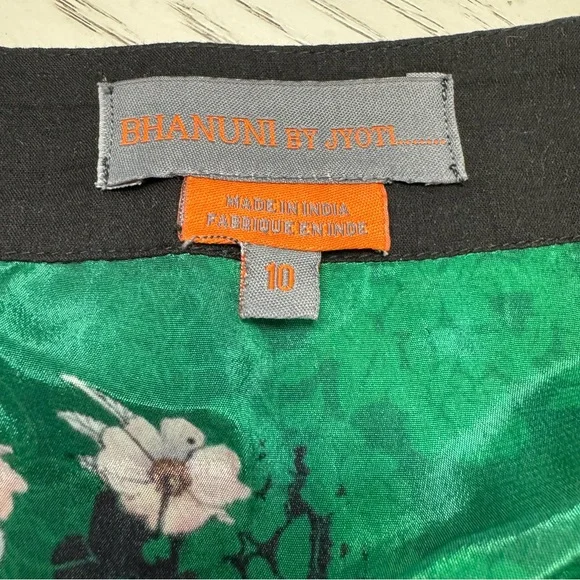 BHANUNI BY JYOTI
MADE IN INDIA
FABRIQUE EN INDE
10